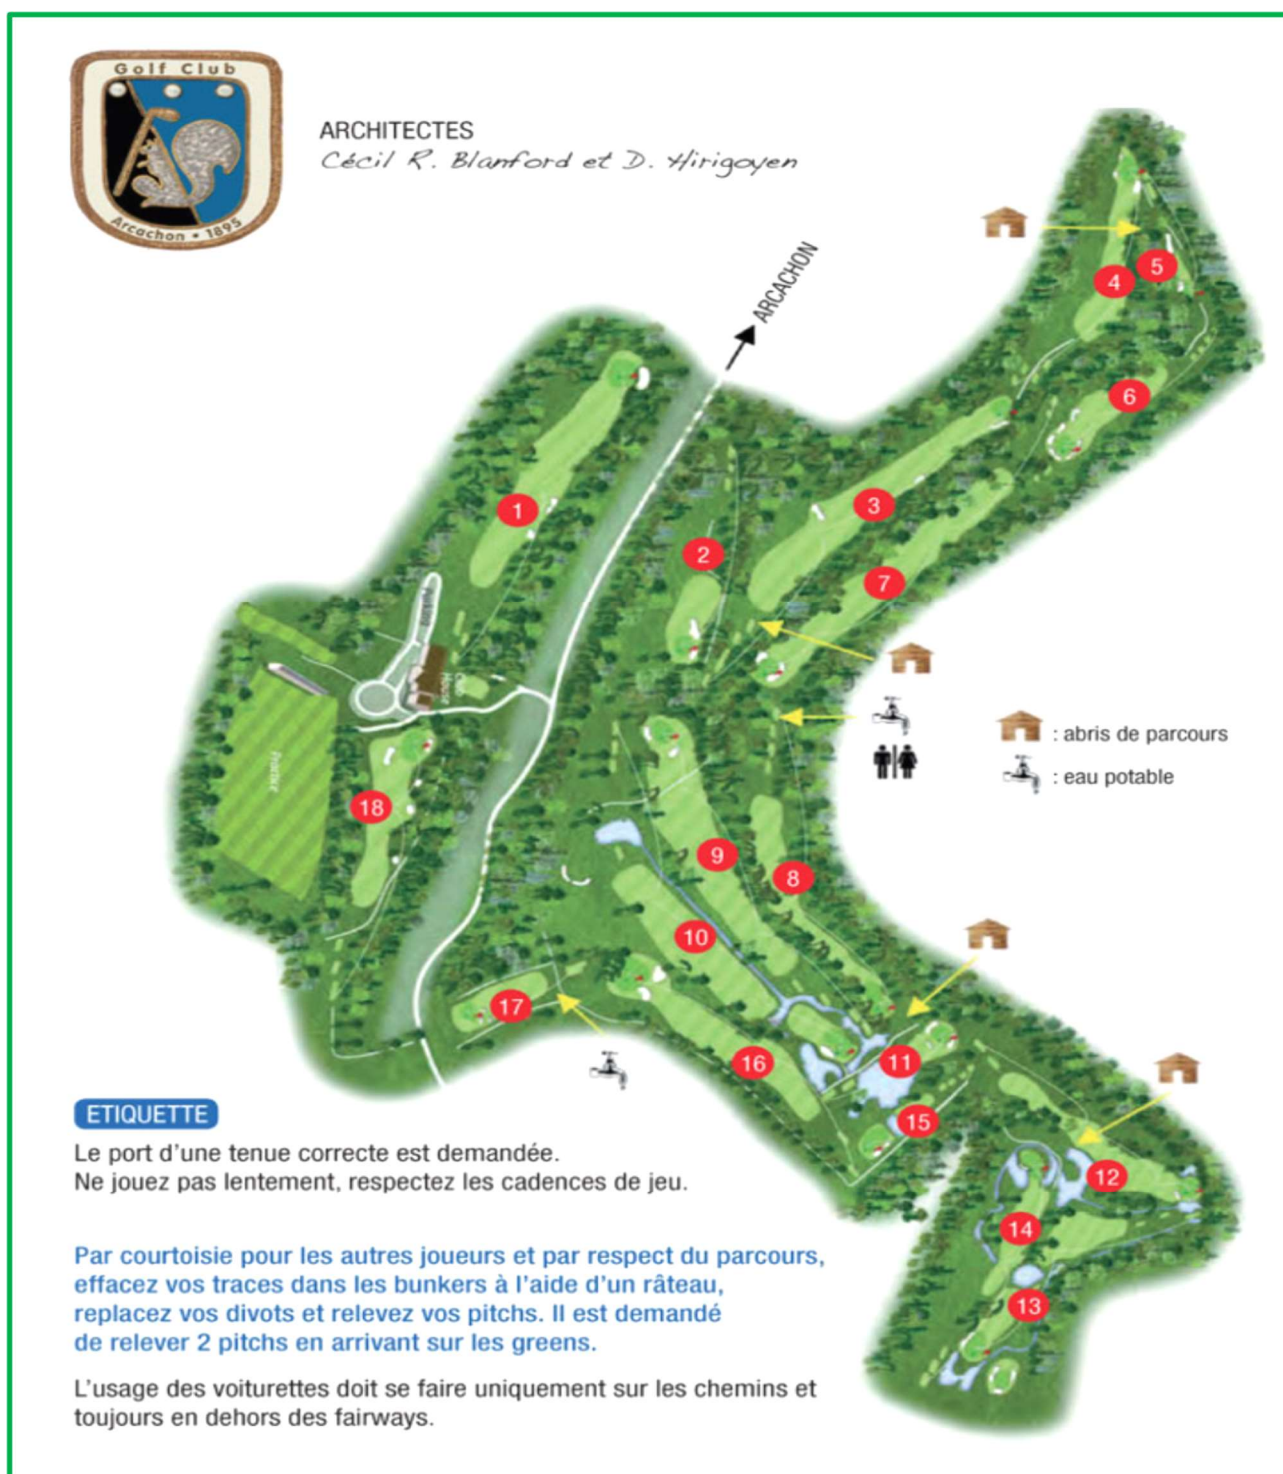 Golf Club
Arcachon • 1895
ARCHITECTES
Cécil R. Blanford et D. Hirigoyen
ARCACHON
5
4
6
1
3
2
7
Parking
Club
House
: abris de parcours
: eau potable
Practice
18
9
8
10
17
16
11
15
12
14
13
ETIQUETTE
Le port d'une tenue correcte est demandée.
Ne jouez pas lentement, respectez les cadences de jeu.
Par courtoisie pour les autres joueurs et par respect du parcours,
effacez vos traces dans les bunkers à l'aide d'un râteau,
replacez vos divots et relevez vos pitchs. Il est demandé
de relever 2 pitchs en arrivant sur les greens.
L'usage des voiturettes doit se faire uniquement sur les chemins et
toujours en dehors des fairways.